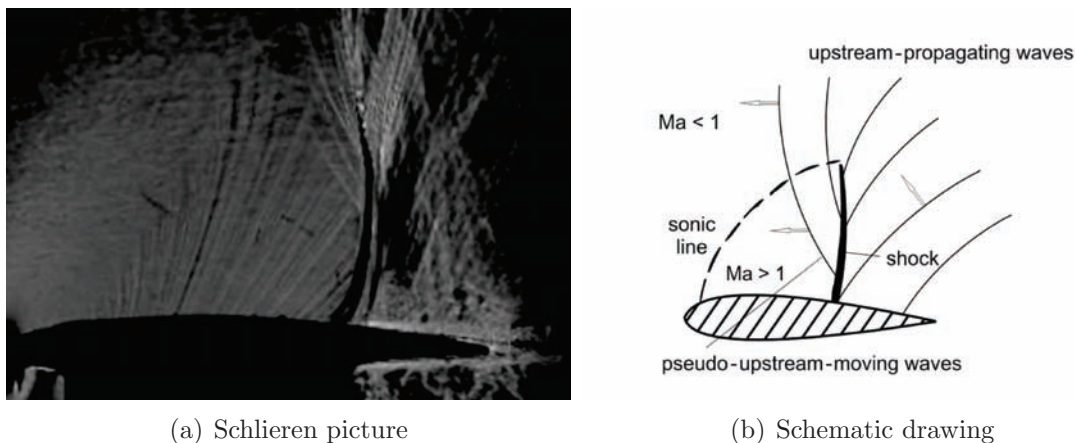 upstream-propagating waves
Ma < 1
sonic
line
Ma > 1
shock
pseudo-upstream-moving waves
(a) Schlieren picture
(b) Schematic drawing